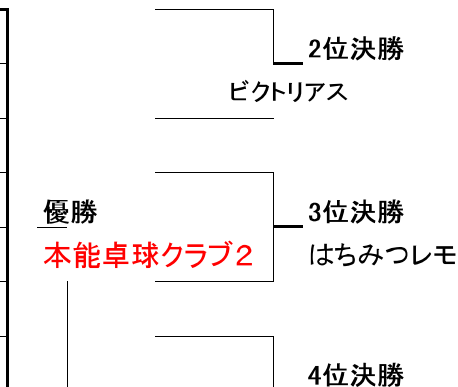 2位決勝
ビクトリアス
優勝
本能卓球クラブ２
3位決勝
はちみつレモ
4位決勝